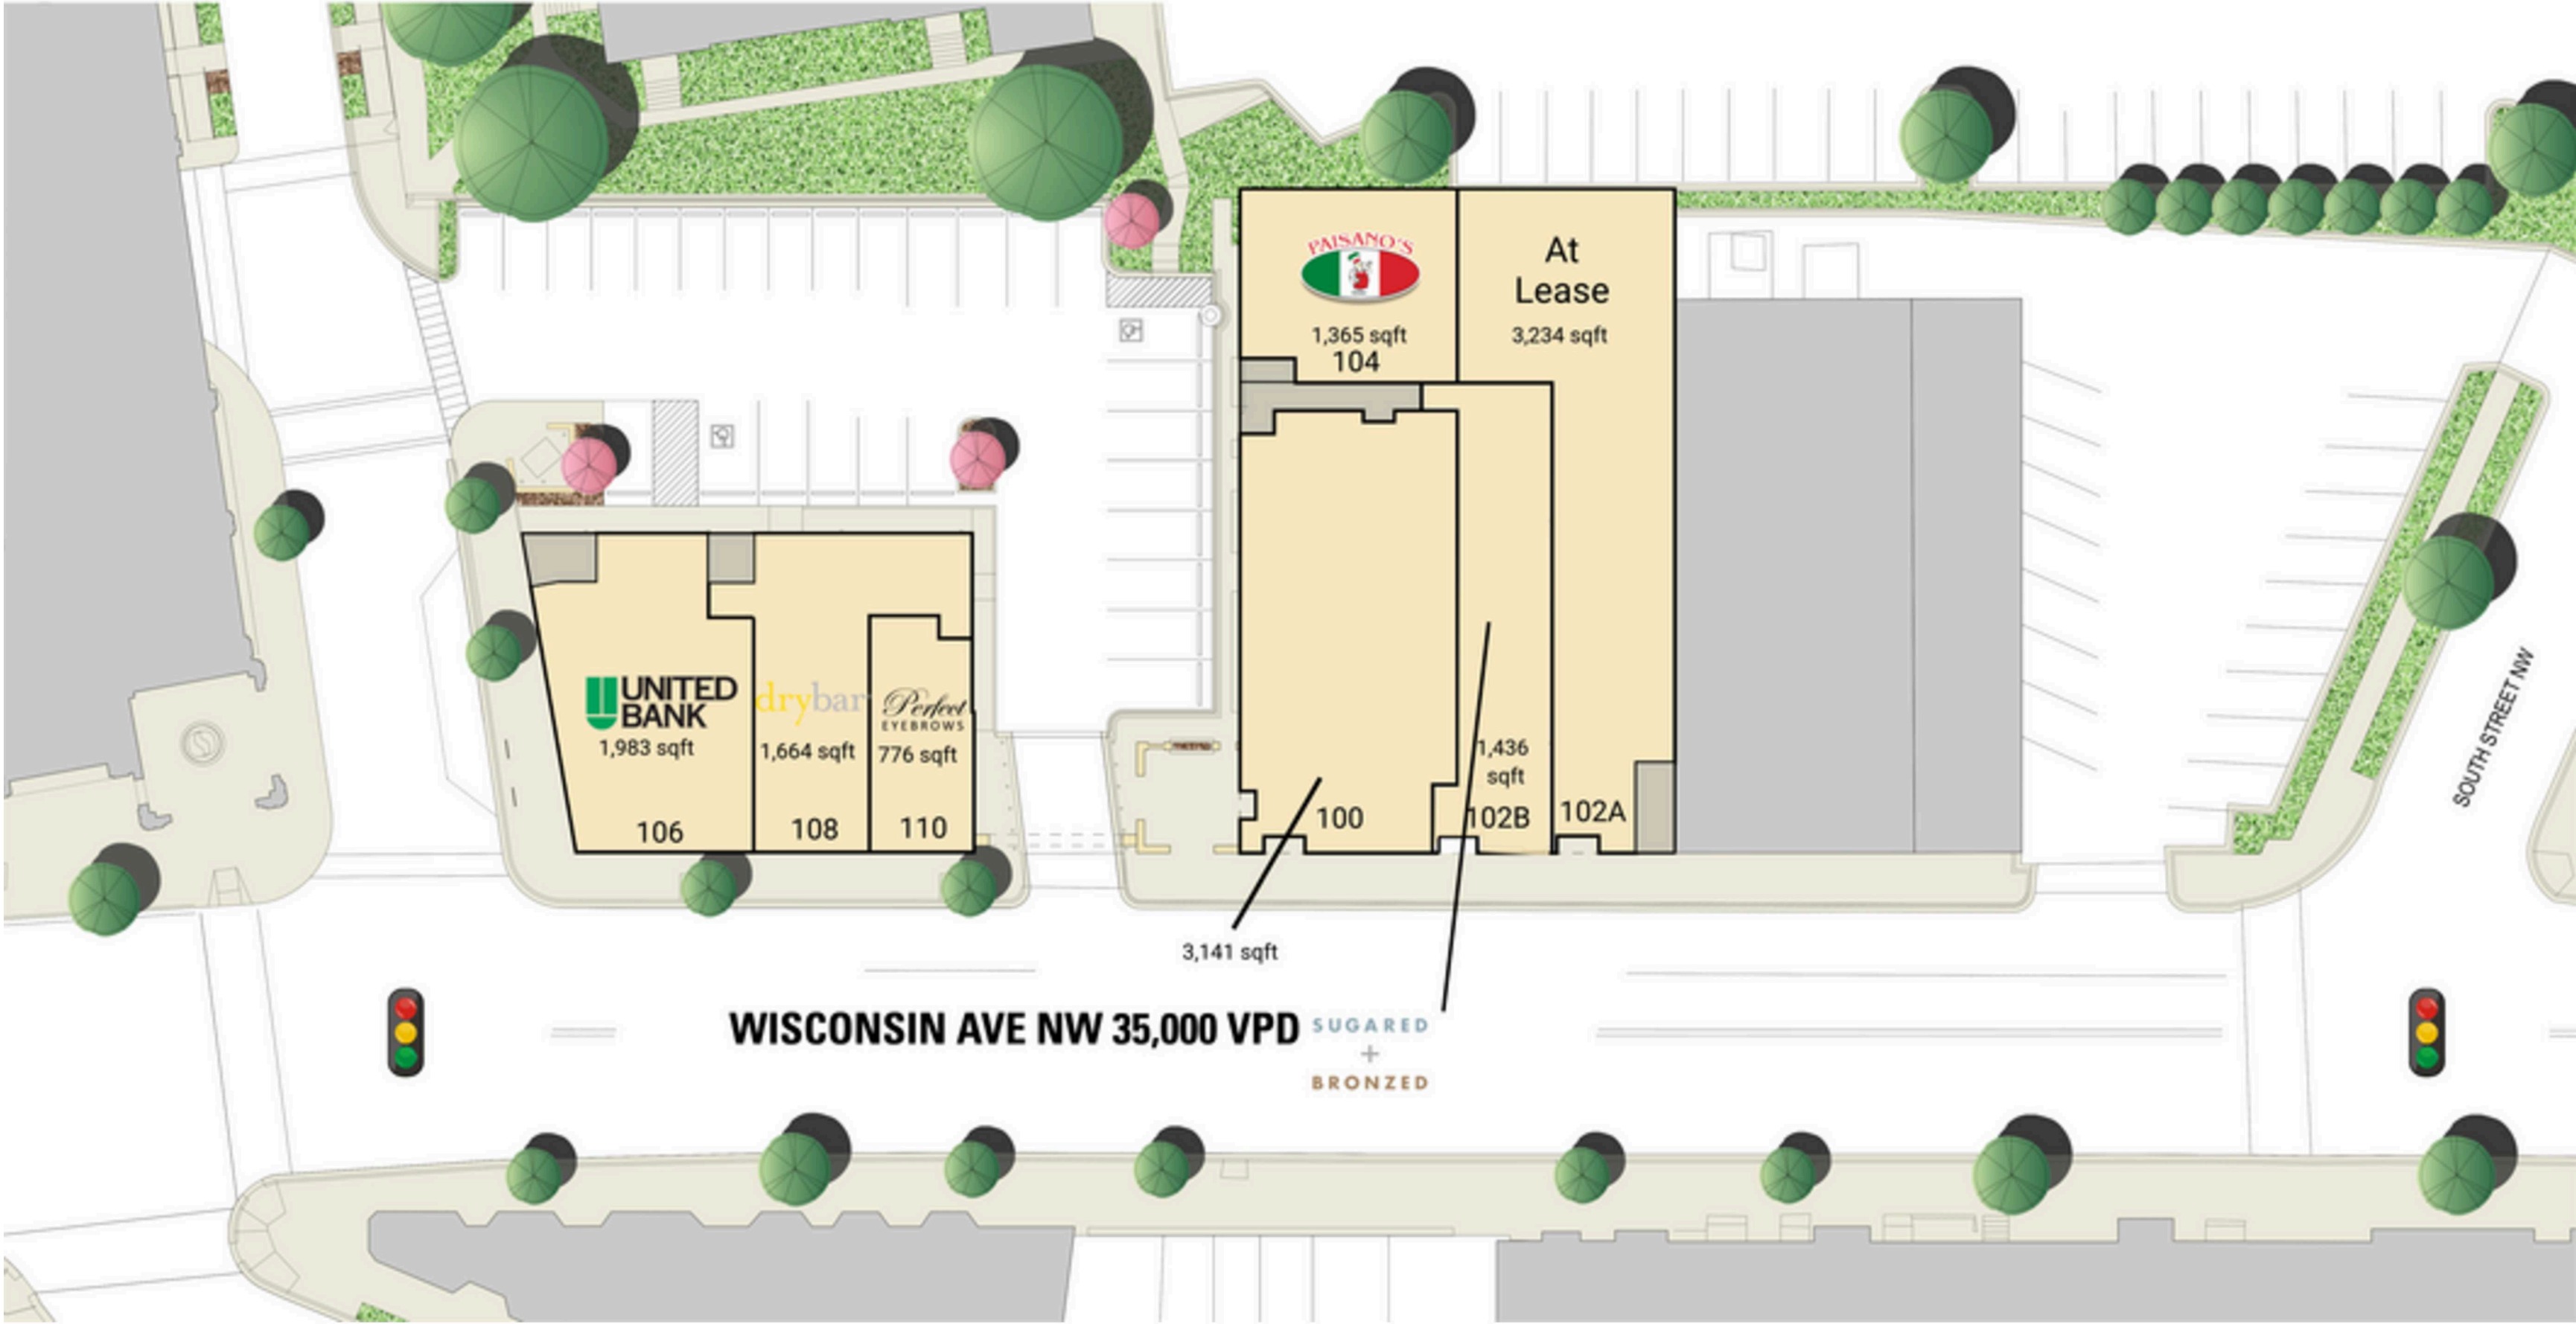 PAISANO'S
1,365 sqft
104
At
Lease
3,234 sqft
UNITED
BANK
1,983 sqft
106
drybar
1,664 sqft
108
Perfect
EYEBROWS
776 sqft
110
100
3,141 sqft
1,436
sqft
102B
102A
SOUTH STREET NW
WISCONSIN AVE NW 35,000 VPD
SUGARED
+
BRONZED